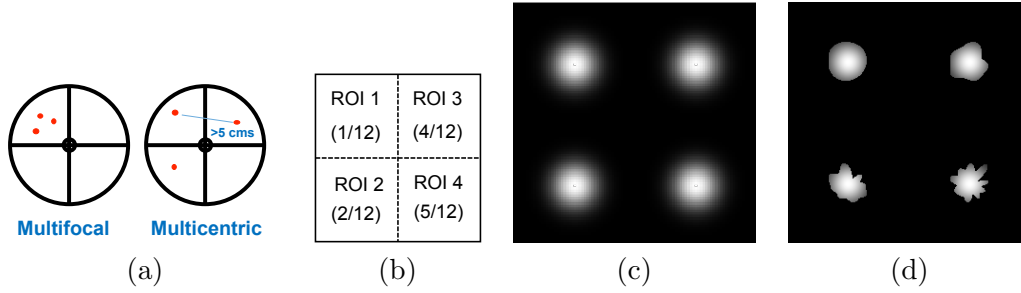 >5 cms
Multifocal
Multicentric
(a)
ROI 1
ROI 3
(1/12)
(4/12)
ROI 2
ROI 4
(2/12)
(5/12)
(b)
(c)
(d)